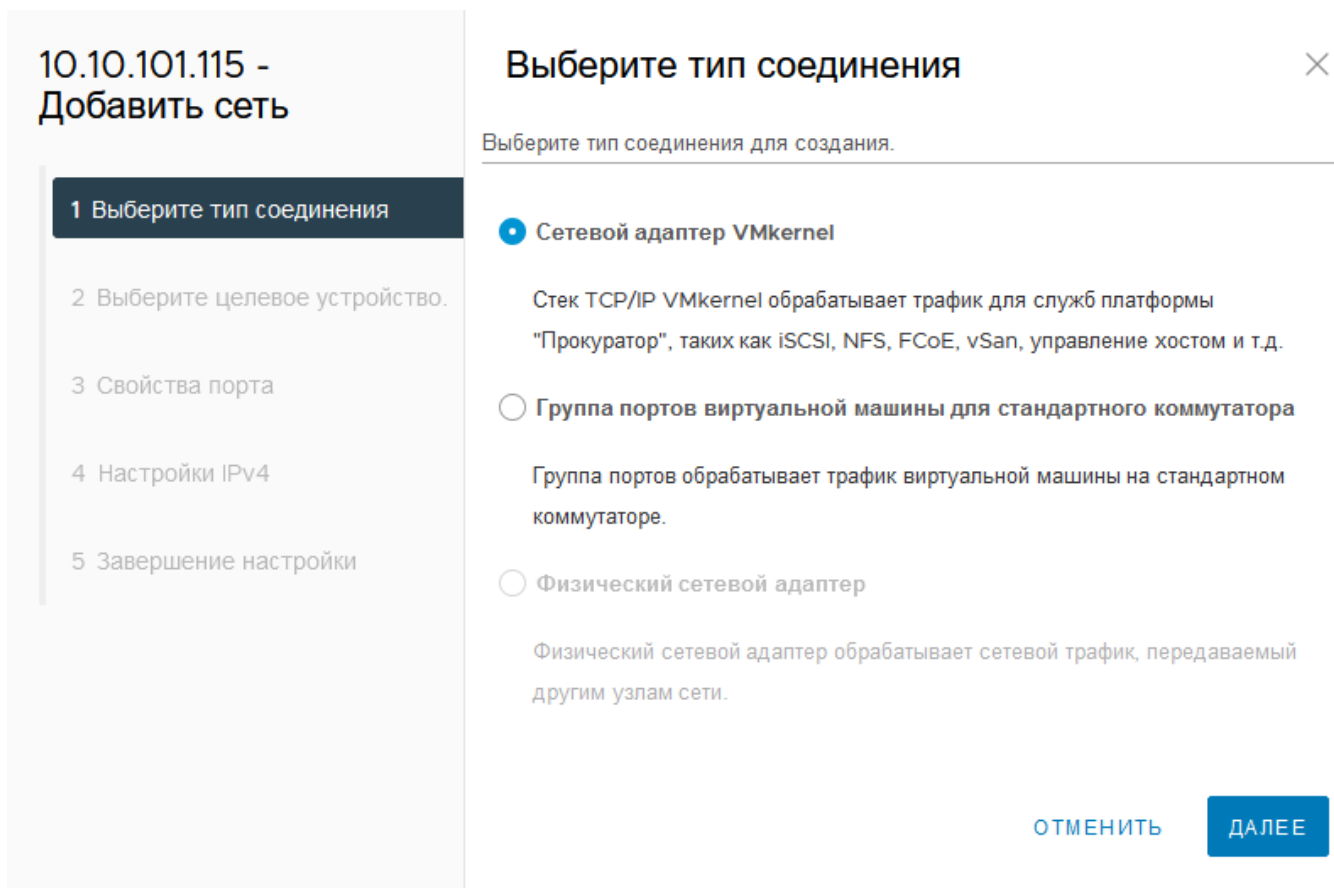 10.10.101.115 -
Добавить сеть
1 Выберите тип соединения
2 Выберите целевое устройство.
3 Свойства порта
4 Настройки IPv4
5 Завершение настройки
Выберите тип соединения
Выберите тип соединения для создания.
Сетевой адаптер VMkernel
Стек TCP/IP VMkernel обрабатывает трафик для служб платформы
"Прокуратор", таких как iSCSI, NFS, FCoE, vSan, управление хостом и т.д.
Группа портов виртуальной машины для стандартного коммутатора
Группа портов обрабатывает трафик виртуальной машины на стандартном
коммутаторе.
Физический сетевой адаптер
Физический сетевой адаптер обрабатывает сетевой трафик, передаваемый
другим узлам сети.
ОТМЕНИТЬ
ДАЛЕЕ